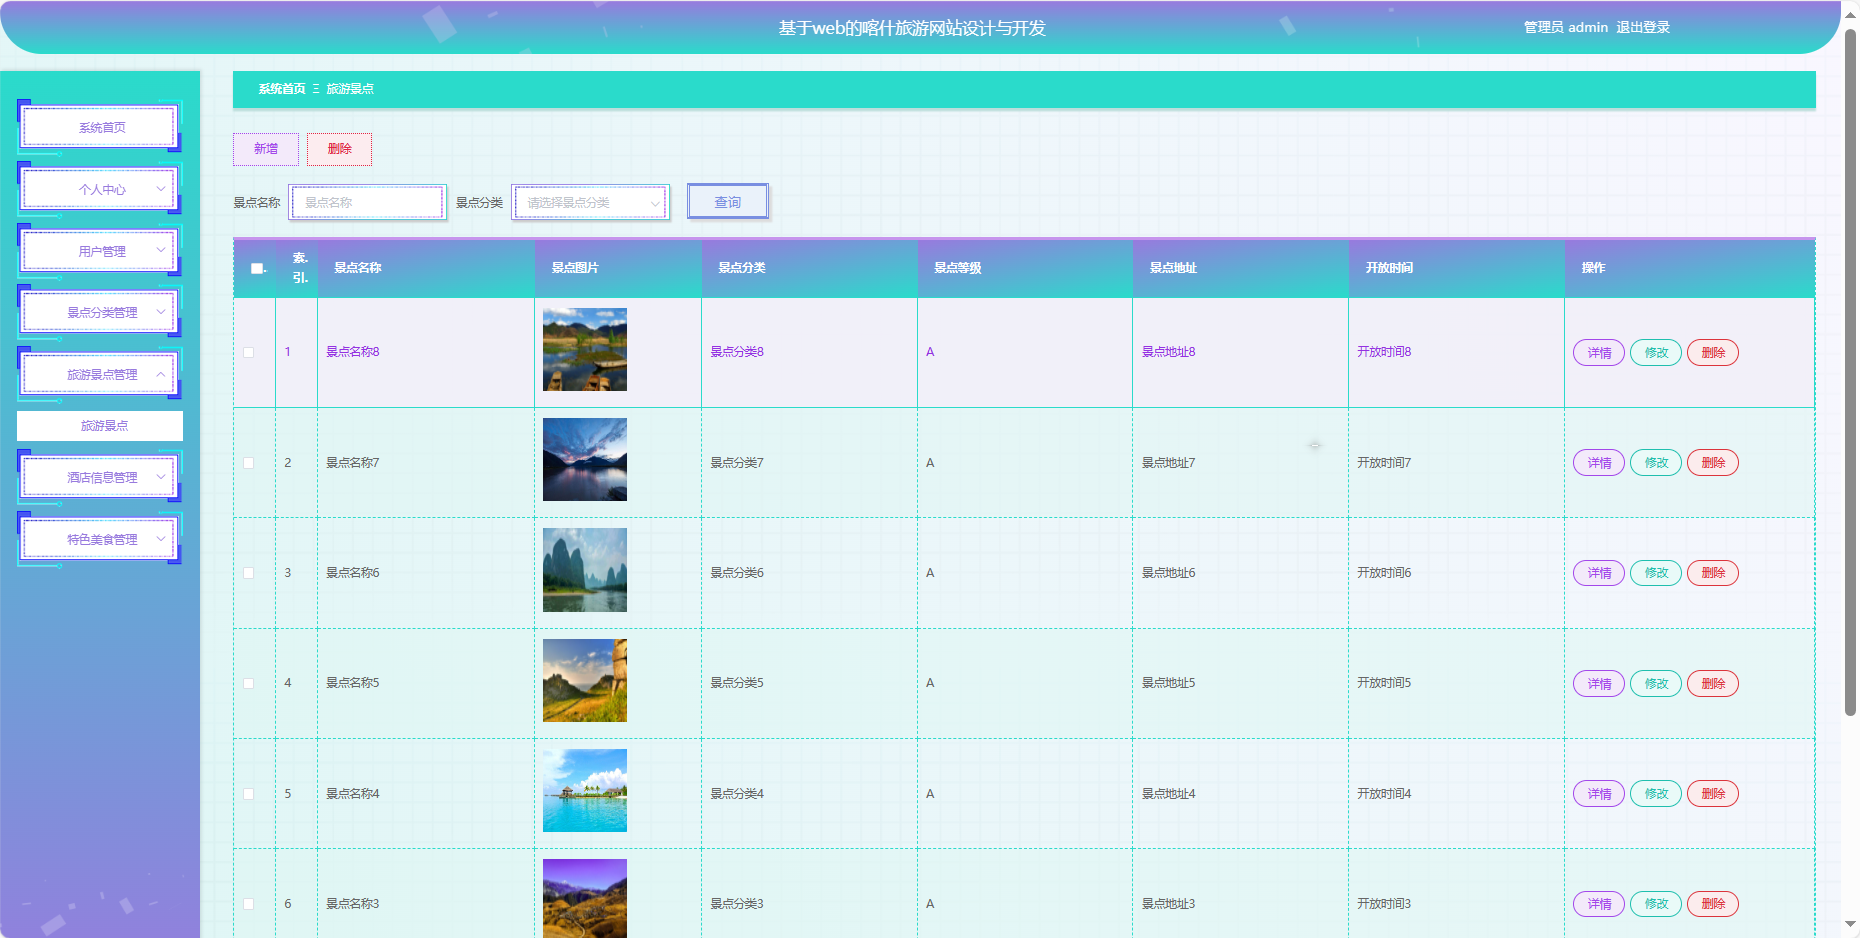 基于web的喀什旅游网站设计与开发
管理员 admin 退出登录
系统首页 旅游景点
系统首页
个人中心
用户管理
景点分类管理
旅游景点管理
旅游景点
酒店信息管理
特色美食管理
新增 删除
景点名称 景点名称 景点分类 请选择景点分类 查询
索引 景点名称 景点图片 景点分类 景点等级 景点地址 开放时间 操作
1 景点名称8 景点分类8 A 景点地址8 开放时间8 详情 修改 删除
2 景点名称7 景点分类7 A 景点地址7 开放时间7 详情 修改 删除
3 景点名称6 景点分类6 A 景点地址6 开放时间6 详情 修改 删除
4 景点名称5 景点分类5 A 景点地址5 开放时间5 详情 修改 删除
5 景点名称4 景点分类4 A 景点地址4 开放时间4 详情 修改 删除
6 景点名称3 景点分类3 A 景点地址3 开放时间3 详情 修改 删除